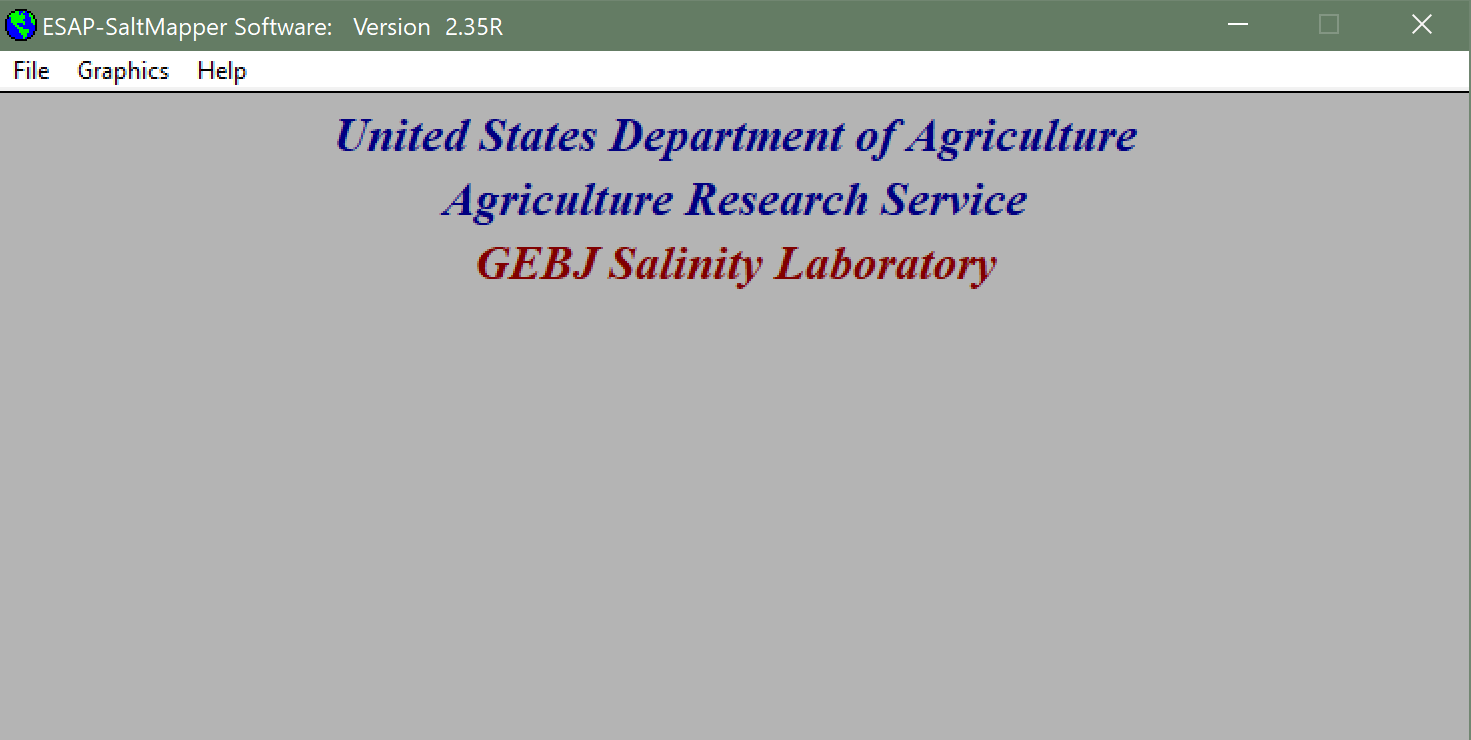 ESAP-SaltMapper Software: Version 2.35R
File Graphics Help
United States Department of Agriculture
Agriculture Research Service
GEBJ Salinity Laboratory